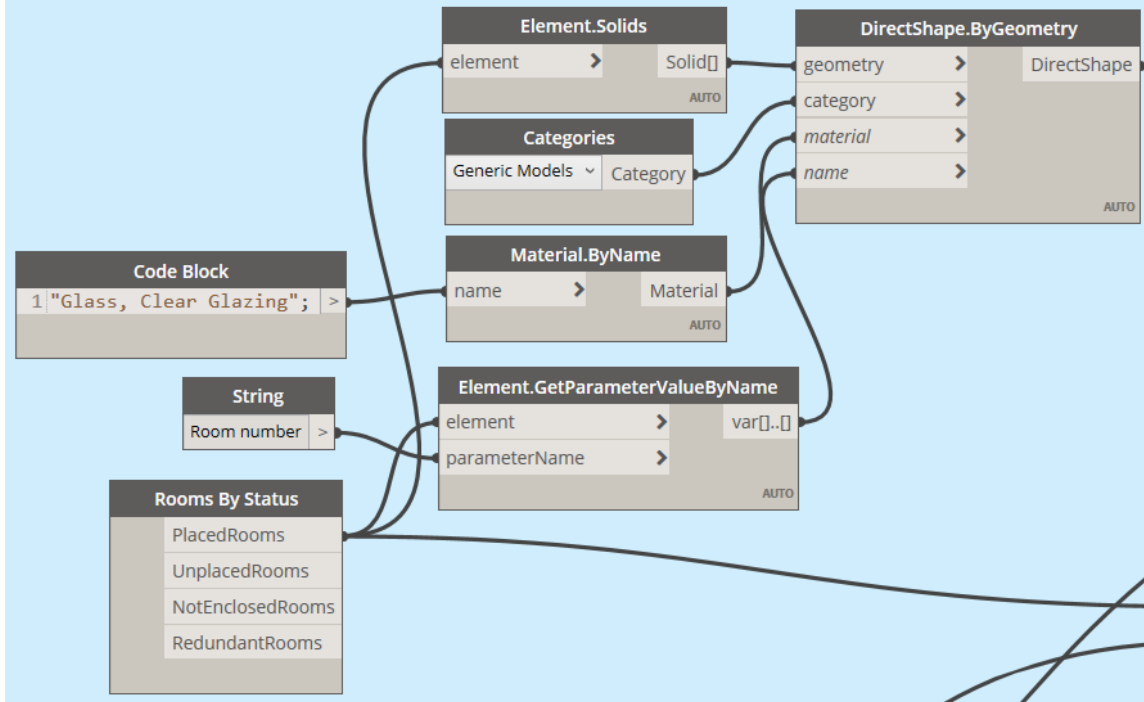 Element.Solids
element > Solid[]
AUTO
DirectShape.ByGeometry
geometry > DirectShape
category >
material >
name >
AUTO
Categories
Generic Models Category
Material.ByName
name > Material
AUTO
Code Block
1 "Glass, Clear Glazing"; >
String
Room number >
Element.GetParameterValueByName
element > var[]..[]
parameterName >
AUTO
Rooms By Status
PlacedRooms
UnplacedRooms
NotEnclosedRooms
RedundantRooms